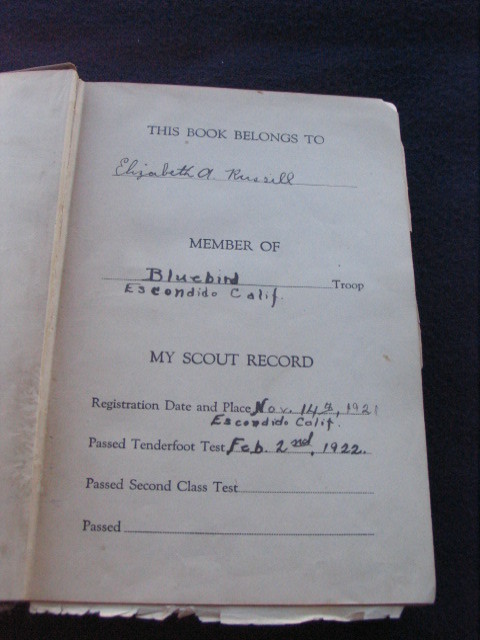 THIS BOOK BELONGS TO
Elizabeth A Russell
MEMBER OF
Bluebird Troop
Escondido Calif.
MY SCOUT RECORD
Registration Date and Place Nov. 14th, 1921
Escondido Calif.
Passed Tenderfoot Test Feb. 2nd, 1922.
Passed Second Class Test
Passed